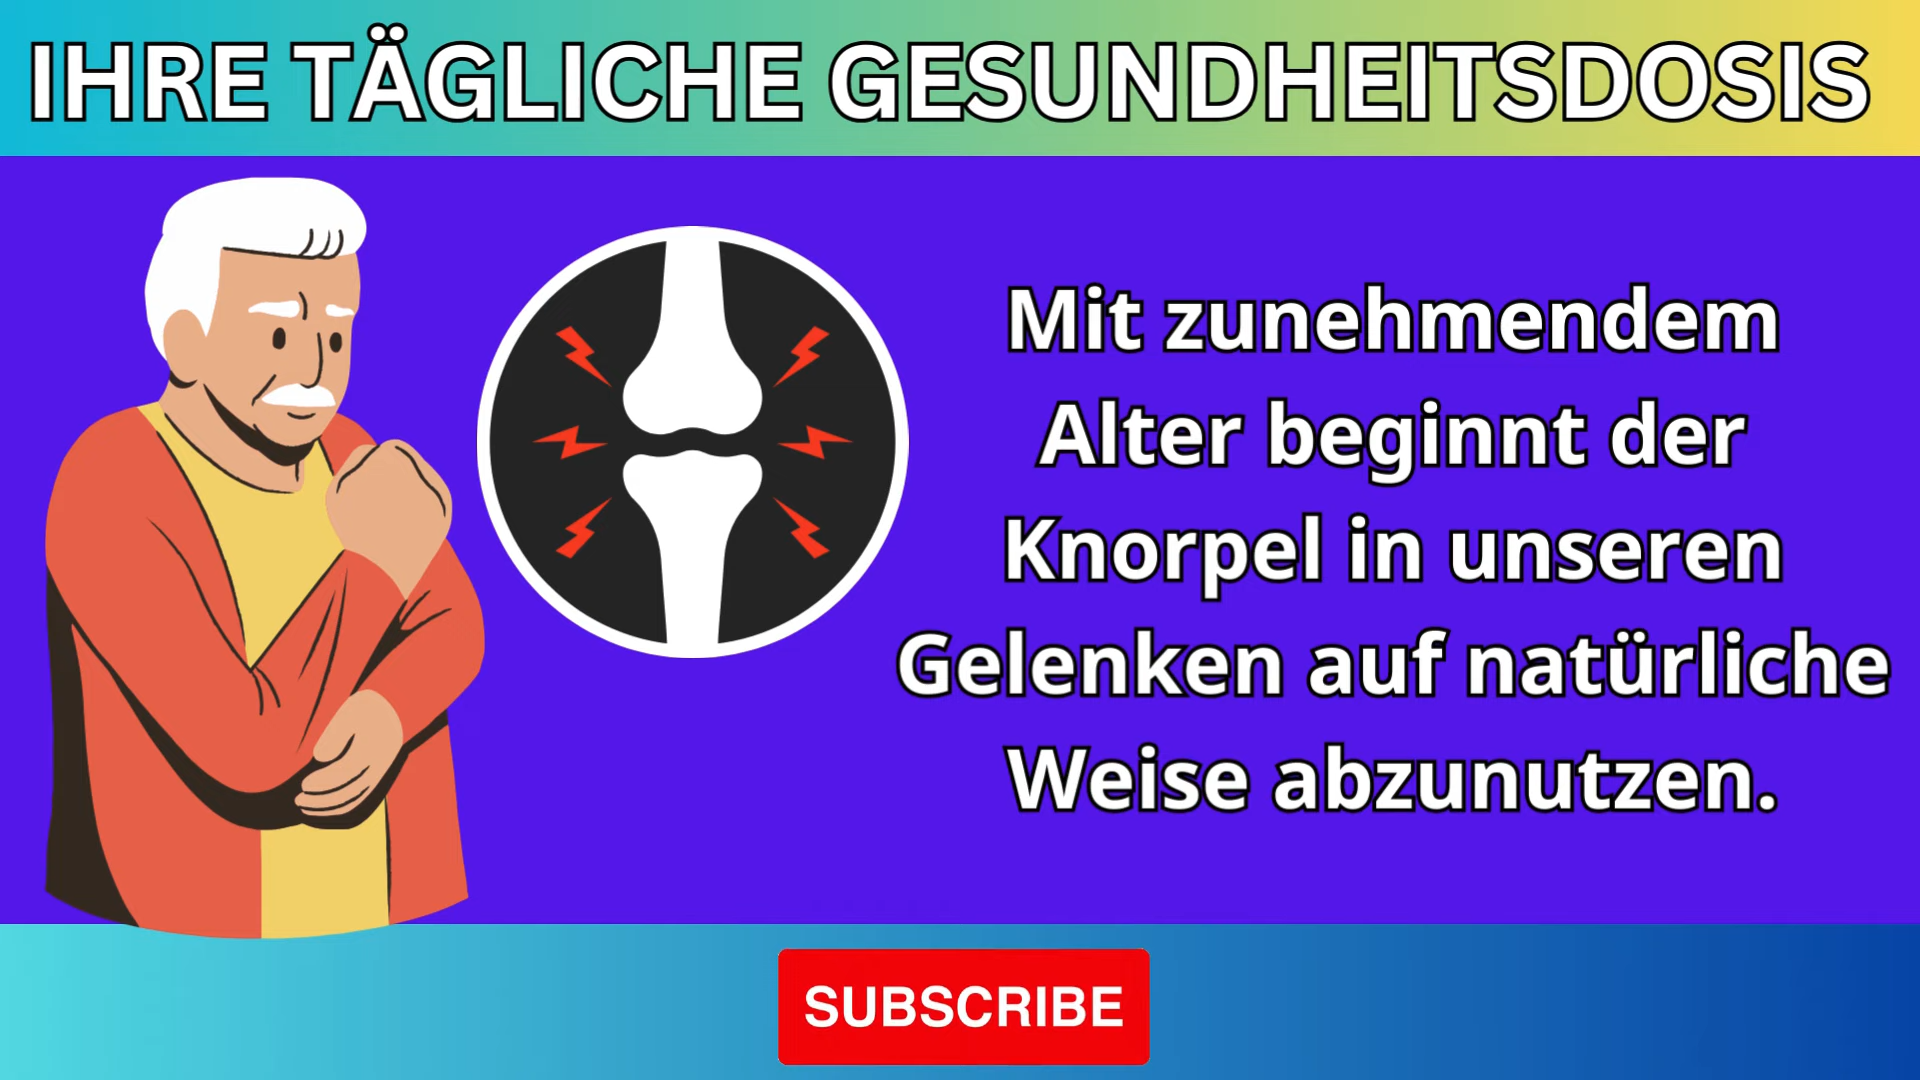 IHRE TÄGLICHE GESUNDHEITSDOSIS
Mit zunehmendem
Alter beginnt der
Knorpel in unseren
Gelenken auf natürliche
Weise abzunutzen.
SUBSCRIBE